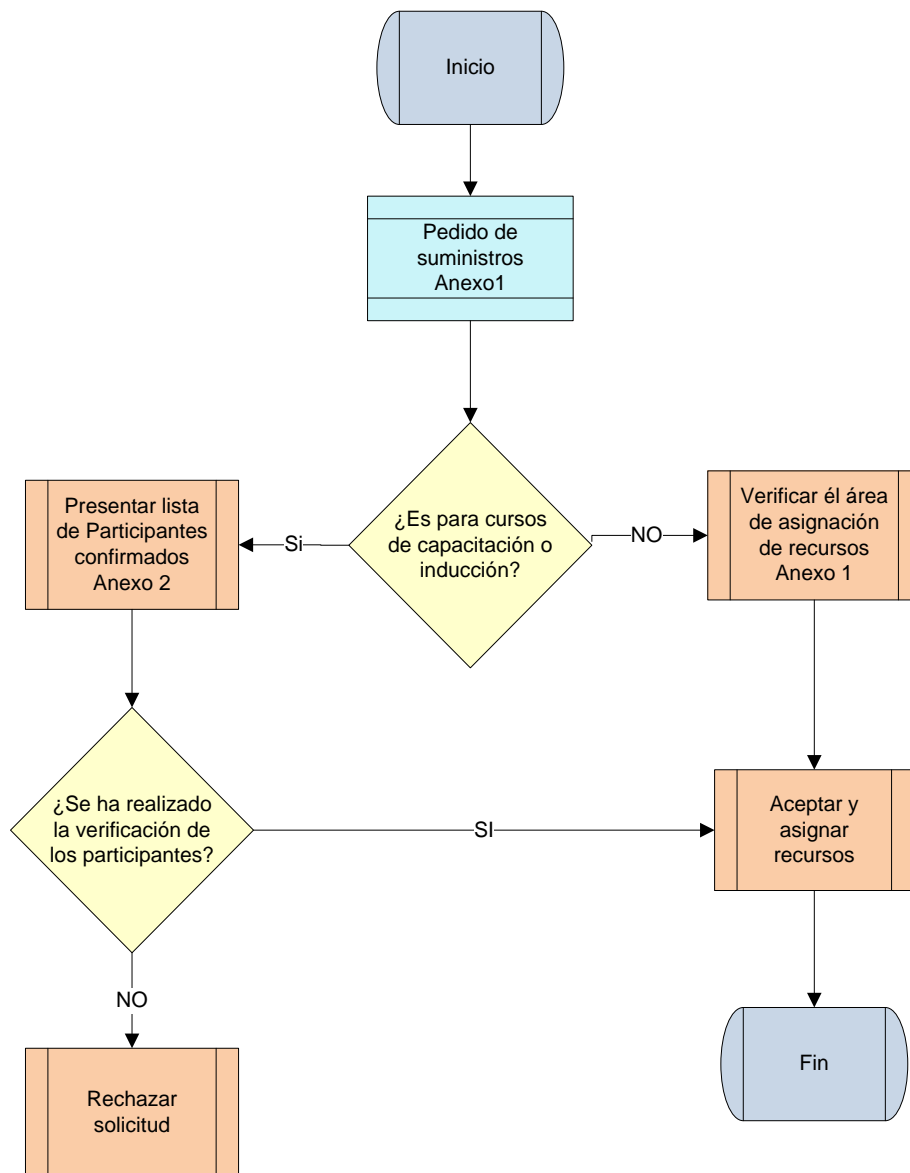 Inicio
Pedido de
suministros
Anexo1
¿Es para cursos
de capacitación o
inducción?
Si
NO
Presentar lista
de Participantes
confirmados
Anexo 2
Verificar él área
de asignación
de recursos
Anexo 1
¿Se ha realizado
la verificación de
los participantes?
SI
Aceptar y
asignar
recursos
NO
Rechazar
solicitud
Fin